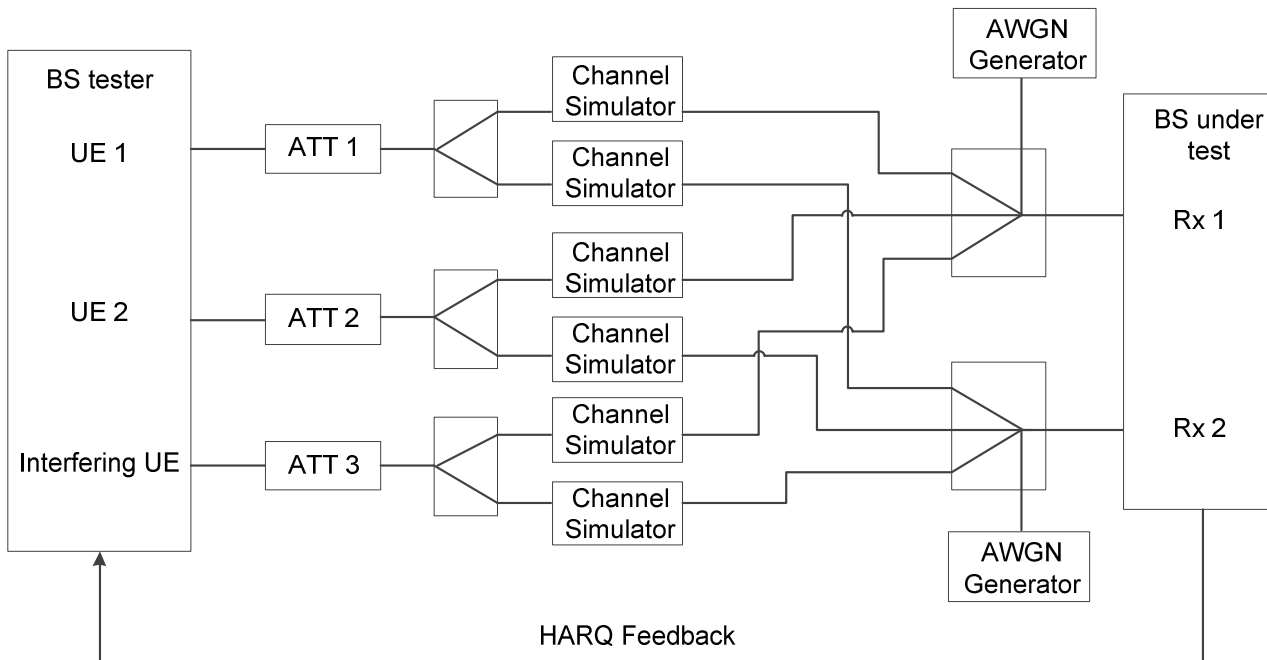 BS tester
UE 1
UE 2
Interfering UE
ATT 1
ATT 2
ATT 3
Channel
Simulator
Channel
Simulator
Channel
Simulator
Channel
Simulator
Channel
Simulator
Channel
Simulator
AWGN
Generator
AWGN
Generator
BS under
test
Rx 1
Rx 2
HARQ Feedback